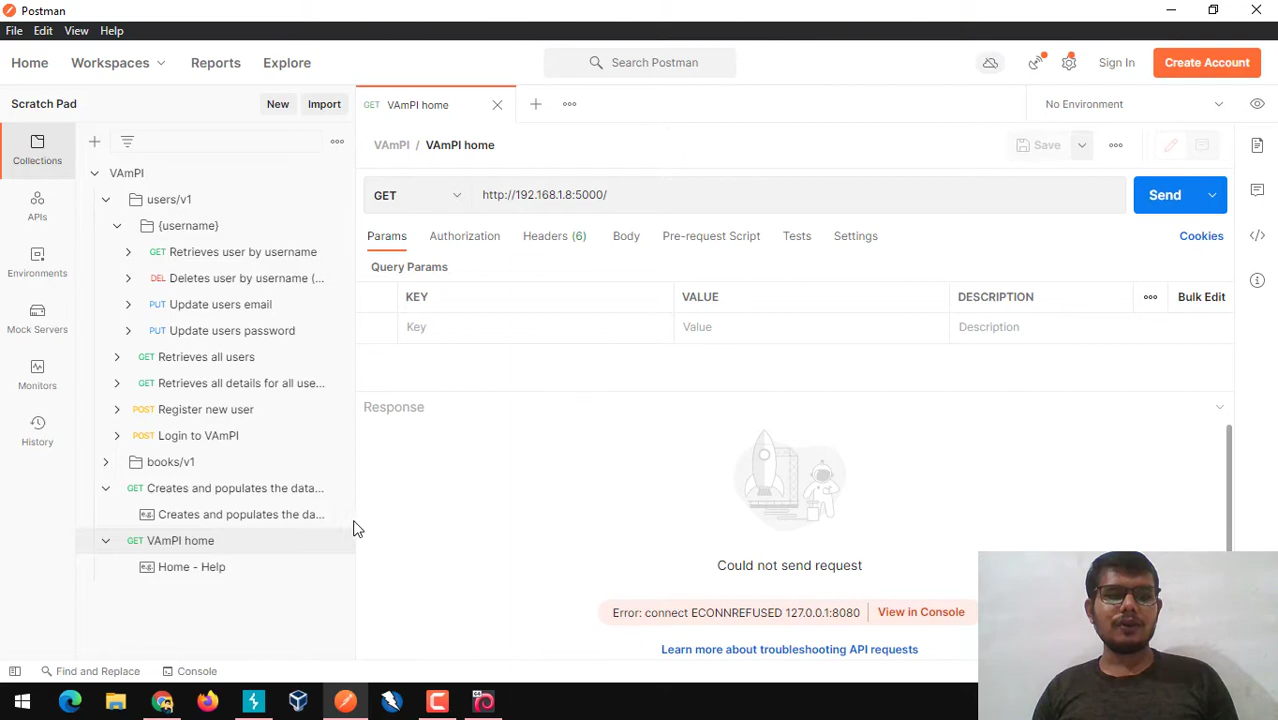 Postman
File Edit View Help
Home Workspaces Reports Explore Search Postman Sign In Create Account
Scratch Pad New Import GET VAmPI home No Environment
Collections
APIs
Environments
Mock Servers
Monitors
History
VAmPI
users/v1
{username}
GET Retrieves user by username
DEL Deletes user by username (...
PUT Update users email
PUT Update users password
GET Retrieves all users
GET Retrieves all details for all use...
POST Register new user
POST Login to VAmPI
books/v1
GET Creates and populates the data...
e.g. Creates and populates the da...
GET VAmPI home
e.g. Home - Help
VAmPI / VAmPI home Save
GET http://192.168.1.8:5000/ Send
Params Authorization Headers (6) Body Pre-request Script Tests Settings Cookies
Query Params
KEY VALUE DESCRIPTION Bulk Edit
Key Value Description
Response
Could not send request
Error: connect ECONNREFUSED 127.0.0.1:8080 View in Console
Learn more about troubleshooting API requests
Find and Replace Console